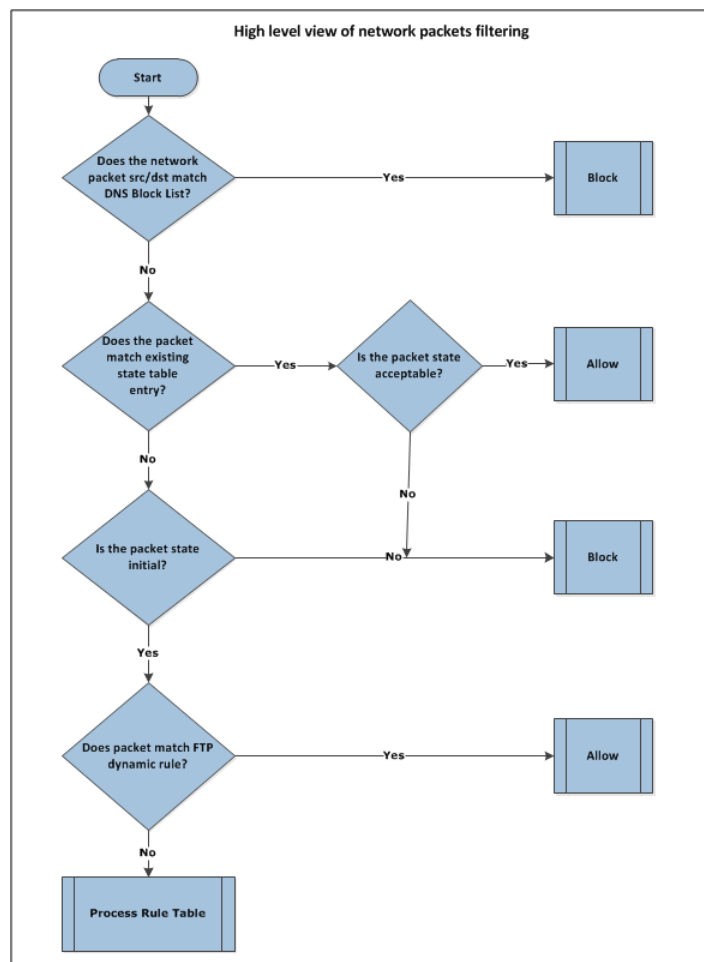 High level view of network packets filtering
Start
Does the network
packet src/dst match
DNS Block List?
Yes
Block
No
Does the packet
match existing
state table
entry?
Yes
Is the packet state
acceptable?
Yes
Allow
No
No
Is the packet state
initial?
No
Block
Yes
Does packet match FTP
dynamic rule?
Yes
Allow
No
Process Rule Table